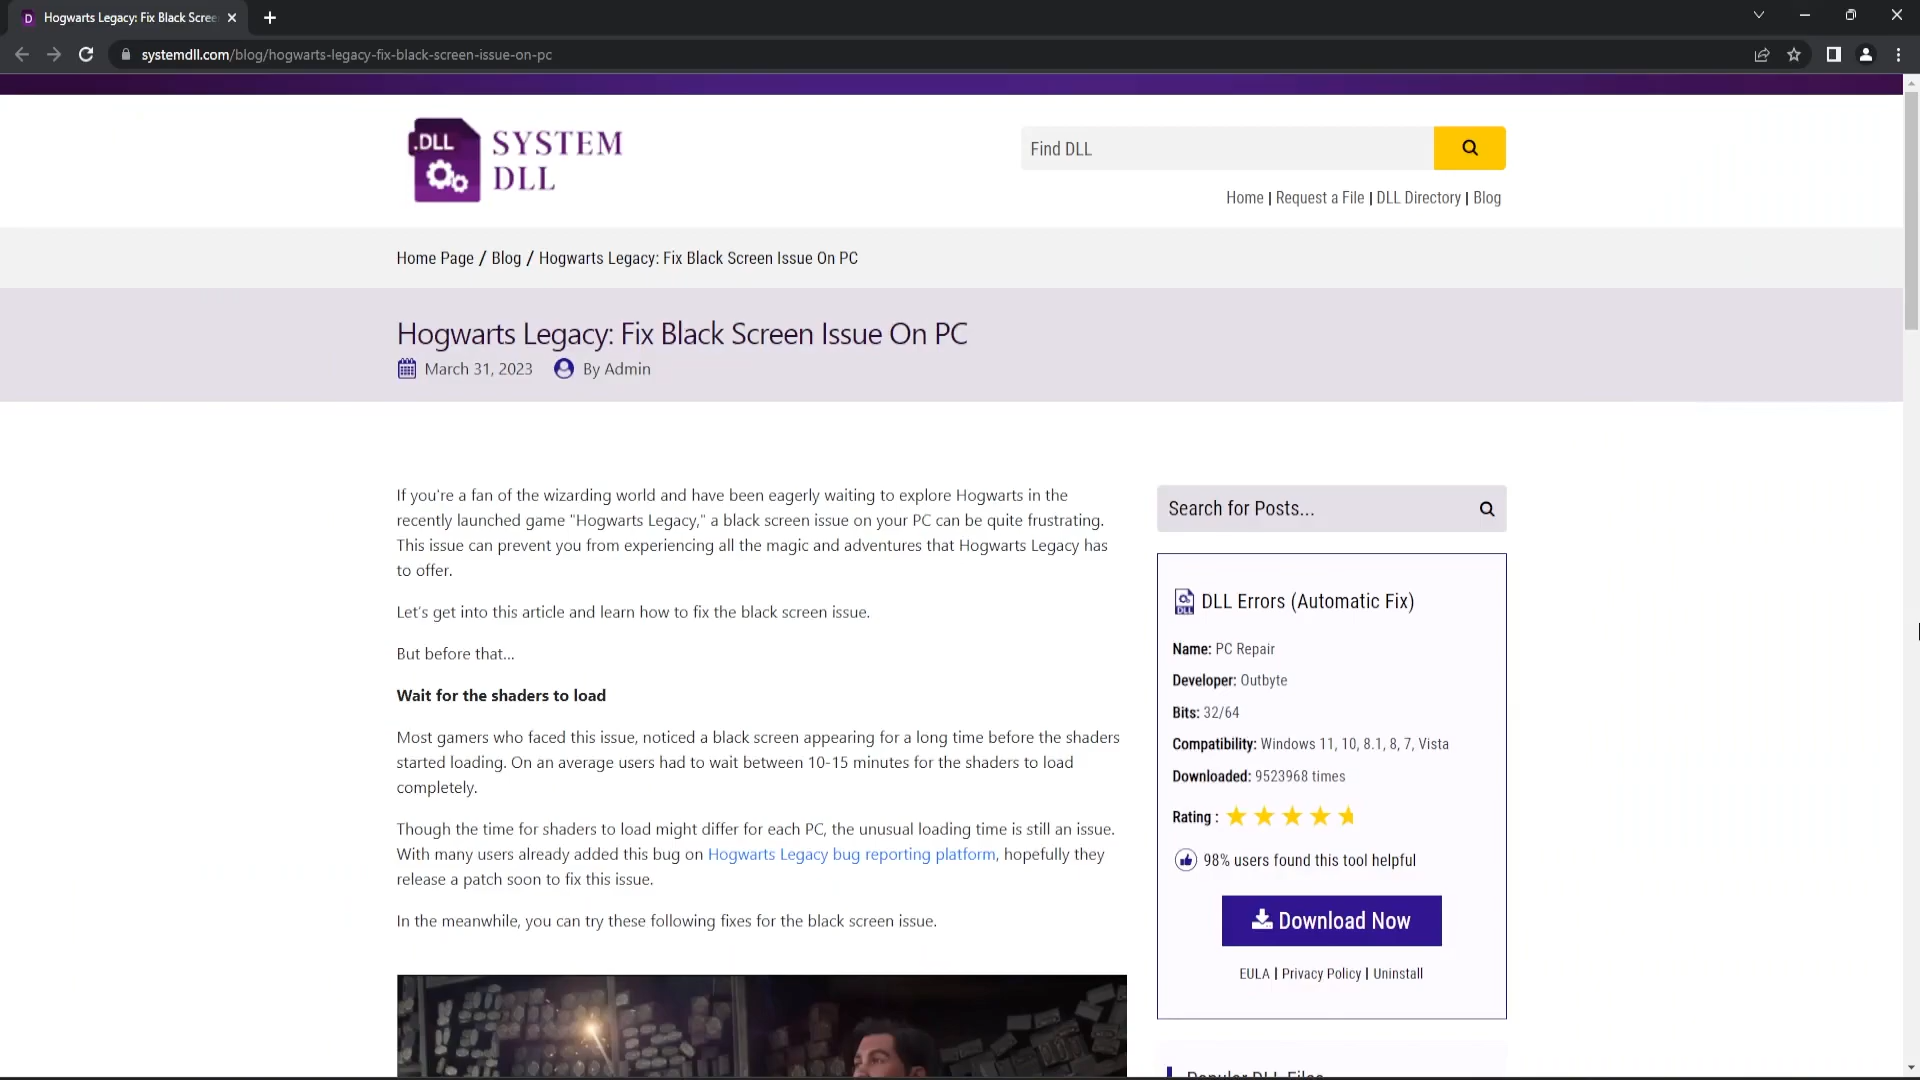 Hogwarts Legacy: Fix Black Scree
systemdll.com/blog/hogwarts-legacy-fix-black-screen-issue-on-pc
.DLL
SYSTEM
DLL
Find DLL
Home | Request a File | DLL Directory | Blog
Home Page / Blog / Hogwarts Legacy: Fix Black Screen Issue On PC
Hogwarts Legacy: Fix Black Screen Issue On PC
March 31, 2023 By Admin
If you're a fan of the wizarding world and have been eagerly waiting to explore Hogwarts in the
recently launched game "Hogwarts Legacy," a black screen issue on your PC can be quite frustrating.
This issue can prevent you from experiencing all the magic and adventures that Hogwarts Legacy has
to offer.
Let's get into this article and learn how to fix the black screen issue.
But before that...
Wait for the shaders to load
Most gamers who faced this issue, noticed a black screen appearing for a long time before the shaders
started loading. On an average users had to wait between 10-15 minutes for the shaders to load
completely.
Though the time for shaders to load might differ for each PC, the unusual loading time is still an issue.
With many users already added this bug on Hogwarts Legacy bug reporting platform, hopefully they
release a patch soon to fix this issue.
In the meanwhile, you can try these following fixes for the black screen issue.
Search for Posts...
DLL Errors (Automatic Fix)
Name: PC Repair
Developer: Outbyte
Bits: 32/64
Compatibility: Windows 11, 10, 8.1, 8, 7, Vista
Downloaded: 9523968 times
Rating :
98% users found this tool helpful
Download Now
EULA | Privacy Policy | Uninstall
Popular DLL Files